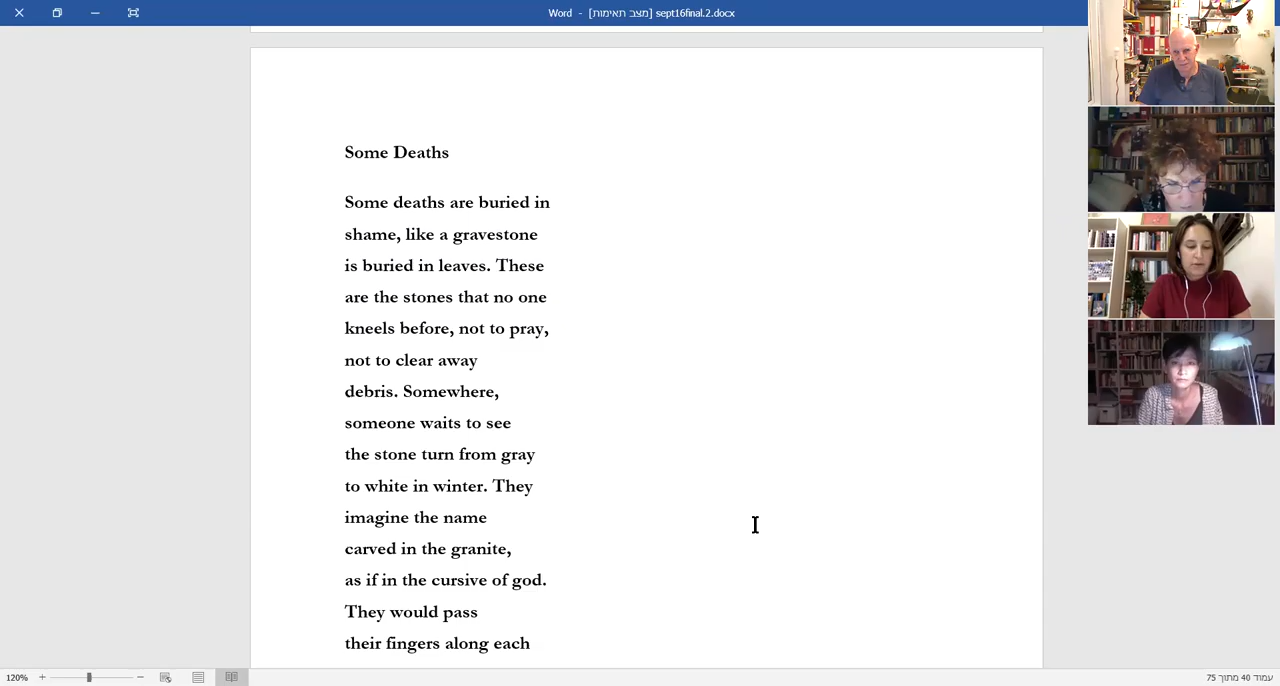 sept16final.2.docx [מצב תאימות] - Word
Some Deaths
Some deaths are buried in
shame, like a gravestone
is buried in leaves. These
are the stones that no one
kneels before, not to pray,
not to clear away
debris. Somewhere,
someone waits to see
the stone turn from gray
to white in winter. They
imagine the name
carved in the granite,
as if in the cursive of god.
They would pass
their fingers along each
120%
עמוד 40 מתוך 75